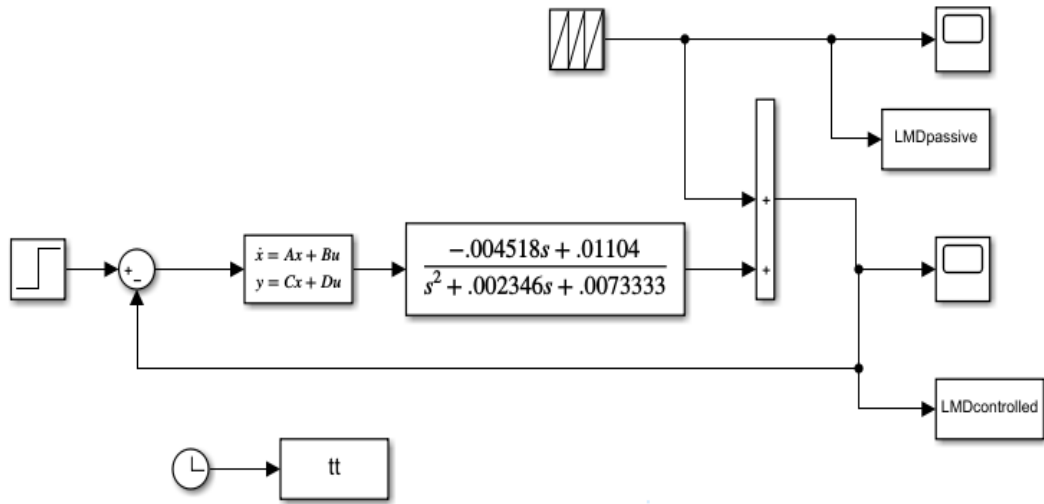 LMDpassive
+
+
-
ẋ = Ax + Bu
y = Cx + Du
-.004518s + .01104
s² + .002346s + .0073333
+
LMDcontrolled
tt